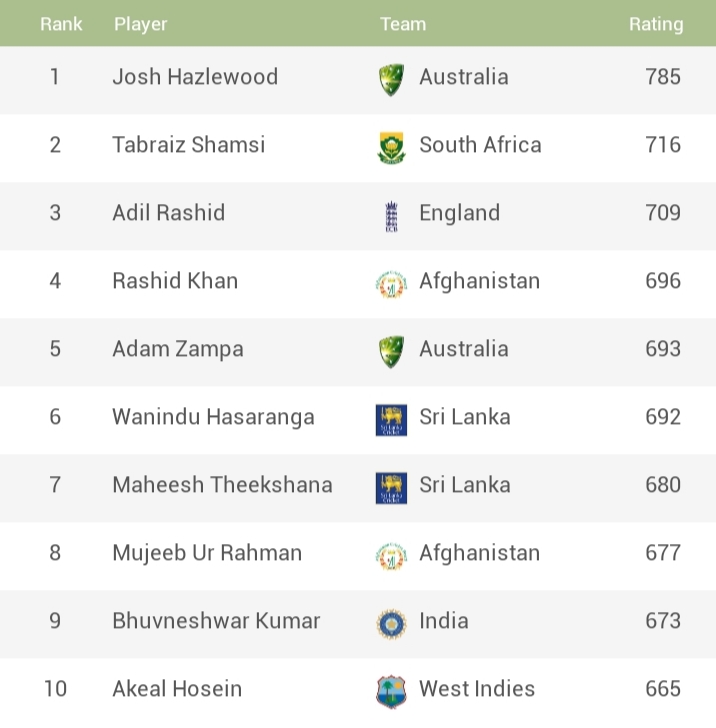 Rank Player Team Rating
1 Josh Hazlewood Australia 785
2 Tabraiz Shamsi South Africa 716
3 Adil Rashid England 709
4 Rashid Khan Afghanistan 696
5 Adam Zampa Australia 693
6 Wanindu Hasaranga Sri Lanka 692
7 Maheesh Theekshana Sri Lanka 680
8 Mujeeb Ur Rahman Afghanistan 677
9 Bhuvneshwar Kumar India 673
10 Akeal Hosein West Indies 665